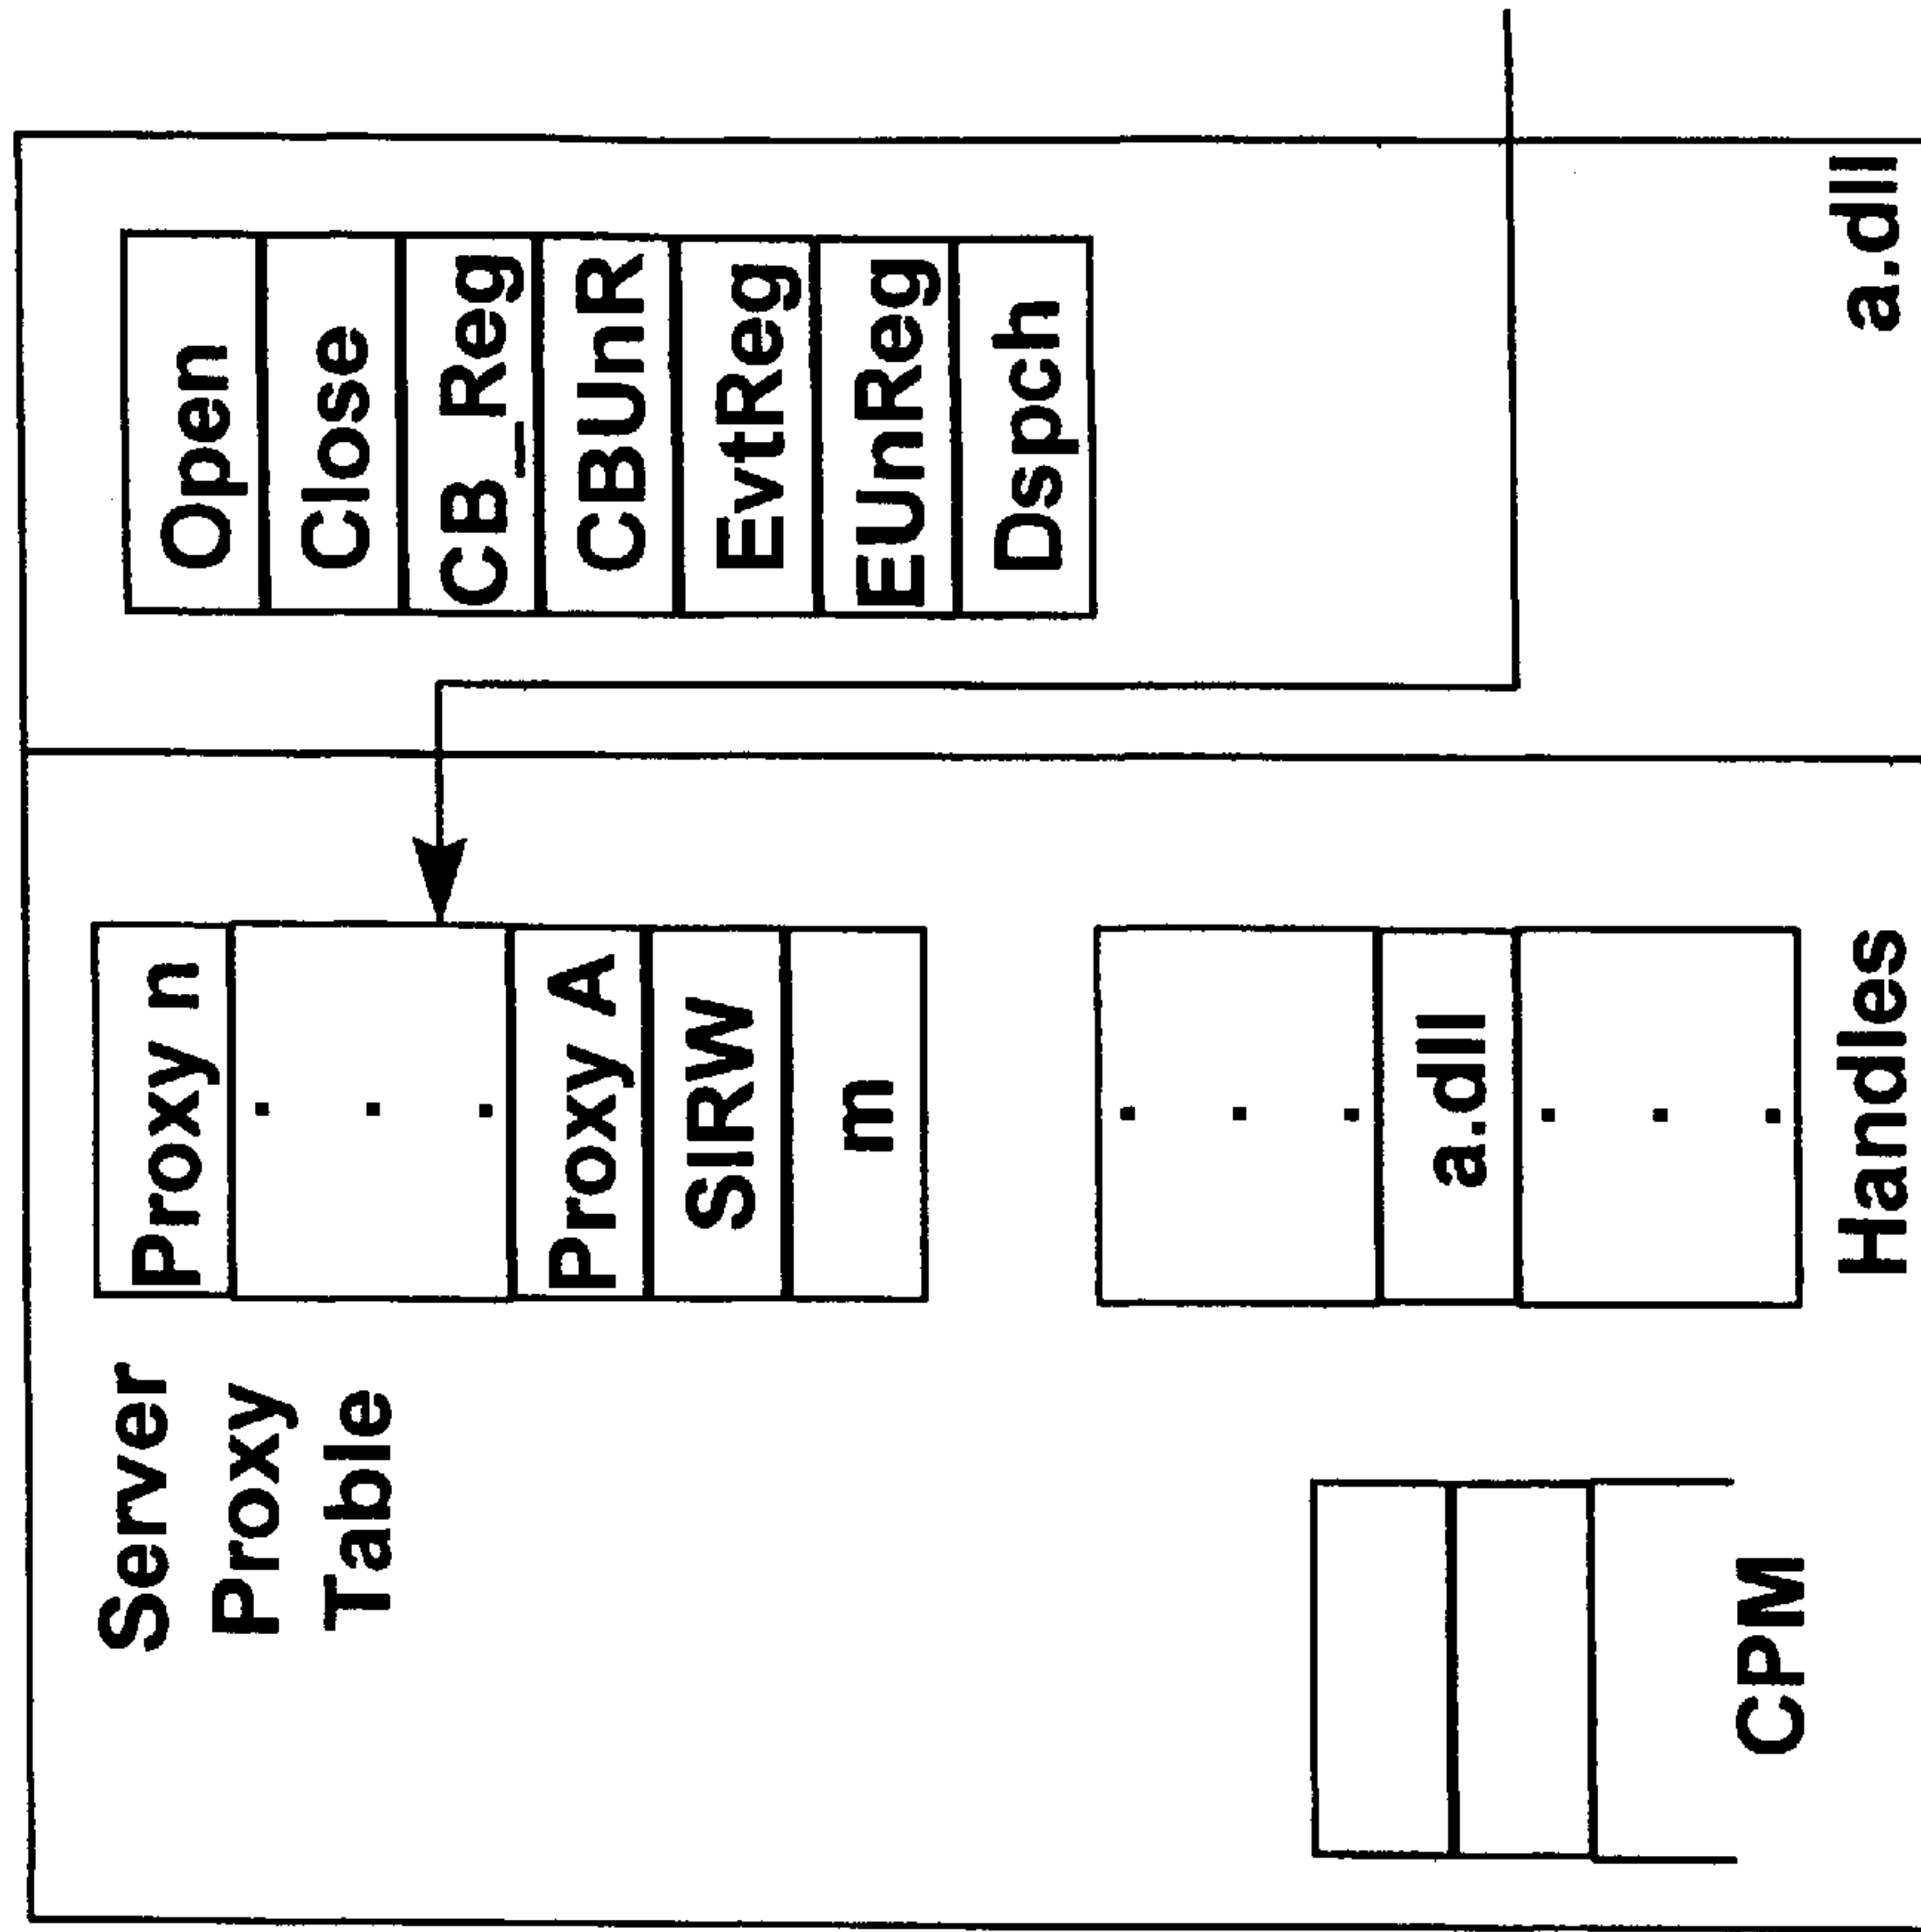 Server
Proxy
Table
Proxy n
.
.
.
Proxy A
SIRW
m
Open
Close
CB_Reg
CBUnR
EvtReg
EUnReg
Dspch
.
.
.
a.dll
.
.
.
CPM
Handles
a.dll